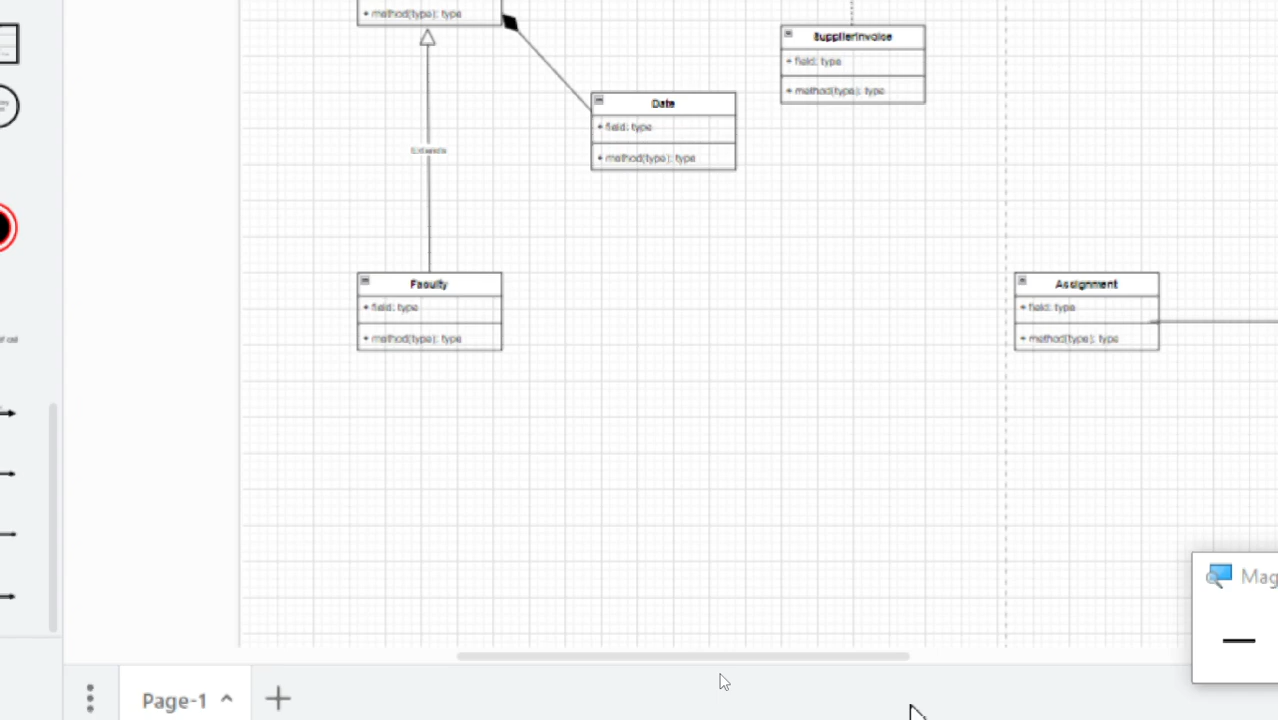 + method(type): type
SupplierInvoice
+ field: type
+ method(type): type
Date
+ field: type
+ method(type): type
Extends
Faculty
+ field: type
+ method(type): type
Assignment
+ field: type
+ method(type): type
Mag
Page-1